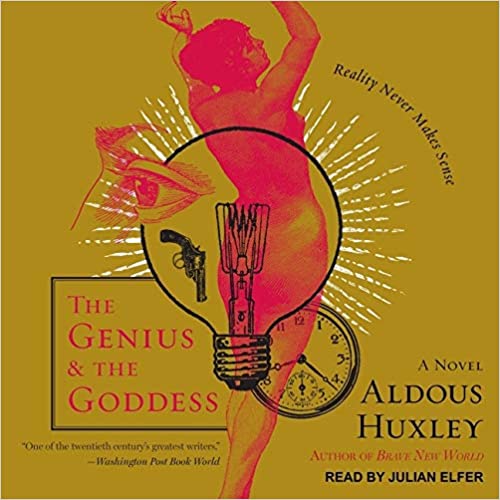 Reality Never Makes Sense
THE
GENIUS
& THE
GODDESS
A NOVEL
ALDOUS
HUXLEY
AUTHOR OF BRAVE NEW WORLD
"One of the twentieth century's greatest writers,"
—Washington Post Book World
READ BY JULIAN ELFER